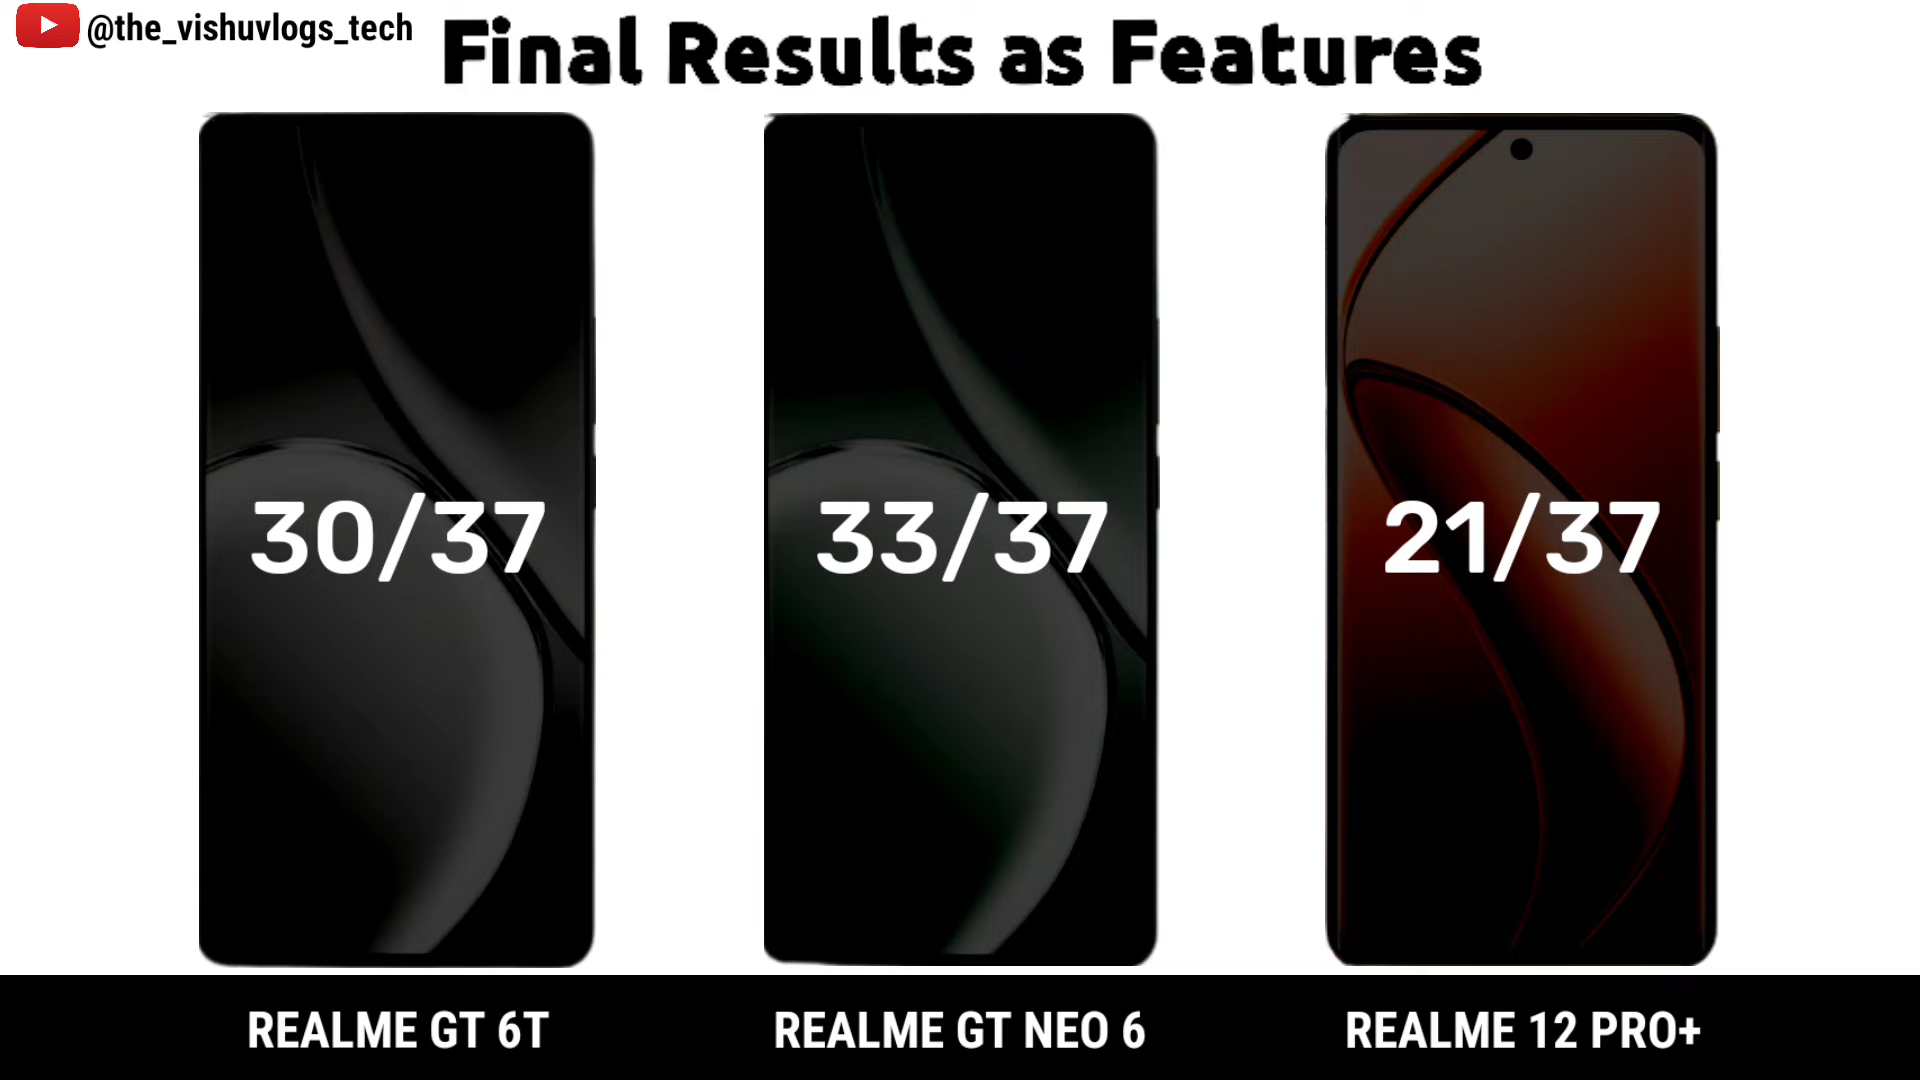 @the_vishuvlogs_tech
Final Results as Features
30/37
33/37
21/37
REALME GT 6T
REALME GT NEO 6
REALME 12 PRO+